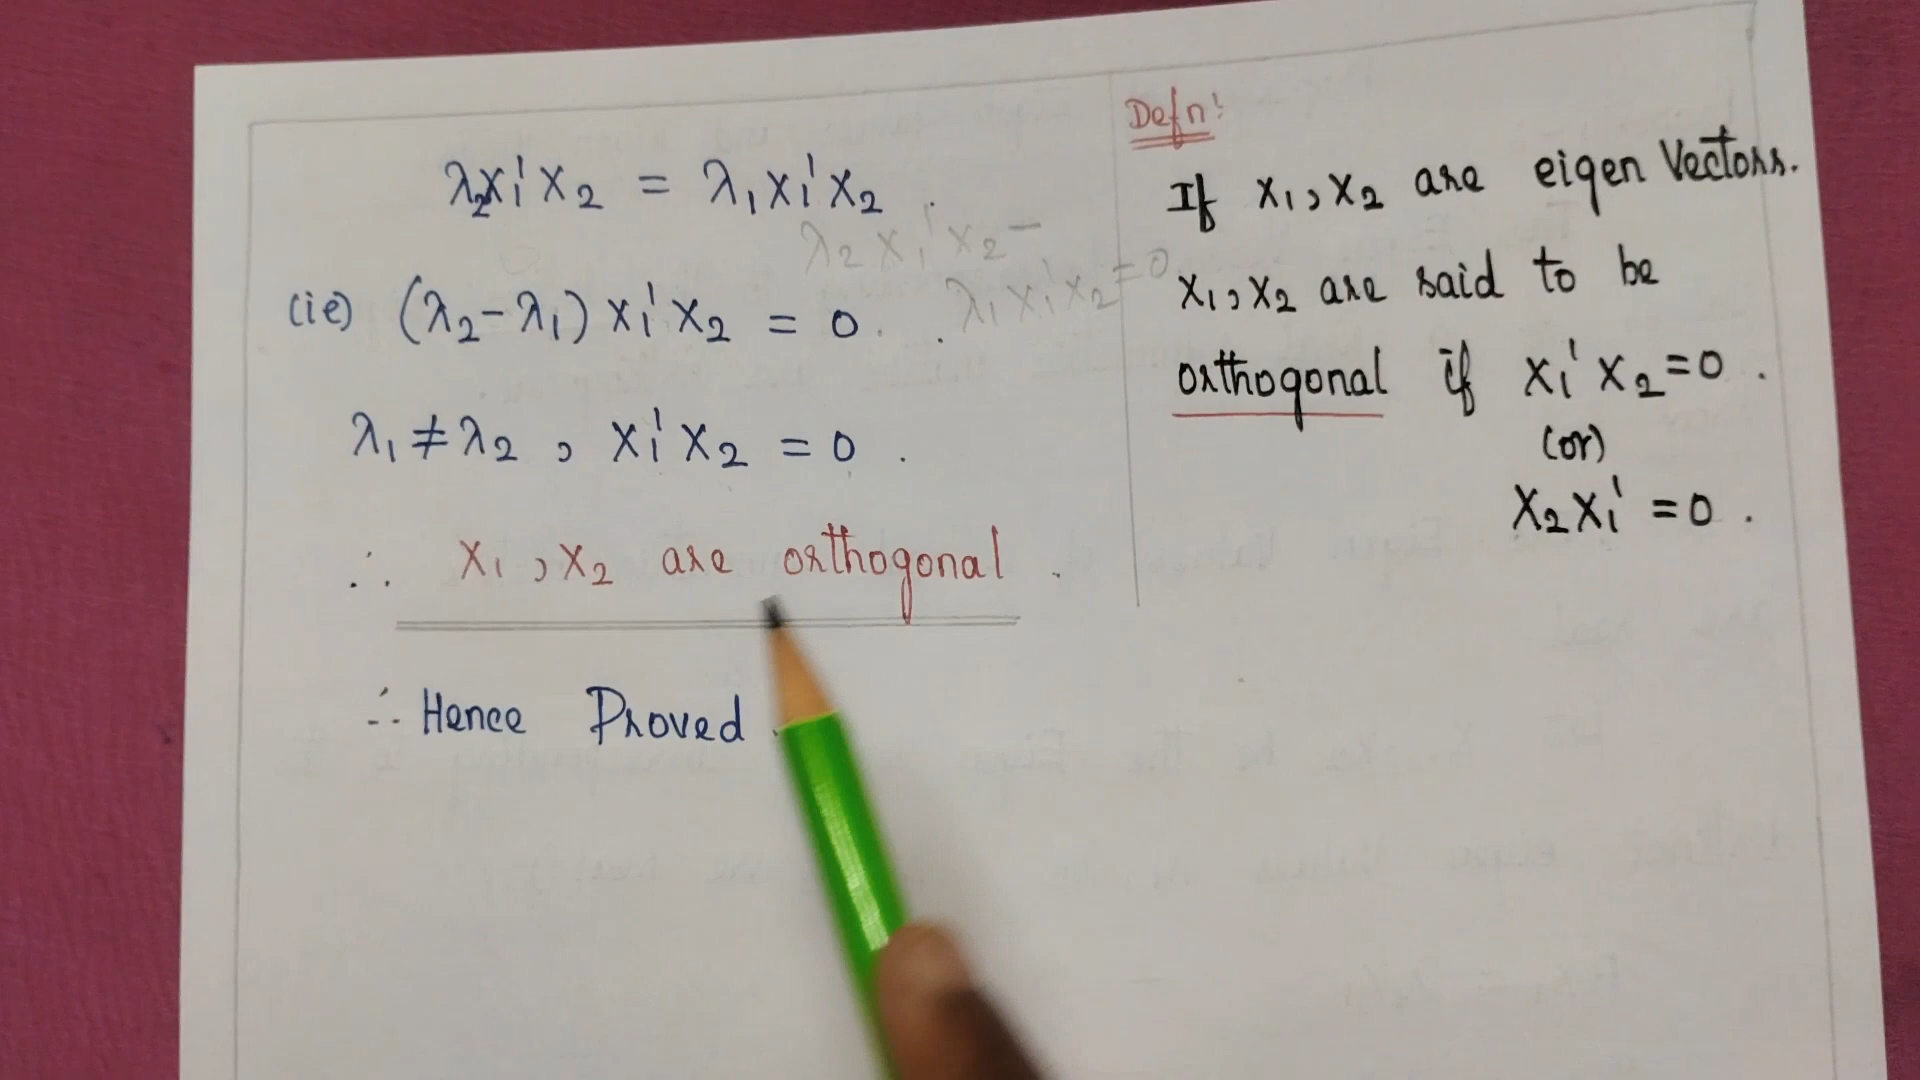 λ₂x₁'x₂ = λ₁x₁'x₂ .
λ₂x₁'x₂ −
λ₁x₁'x₂ = 0
(ie) (λ₂-λ₁) x₁'x₂ = 0 .
λ₁ ≠ λ₂ , x₁'x₂ = 0 .
∴ x₁ , x₂ are orthogonal .
∴ Hence Proved .
Defn:
If x₁, x₂ are eigen Vectors.
x₁, x₂ are said to be
orthogonal if x₁'x₂ = 0 .
(or)
x₂x₁' = 0 .